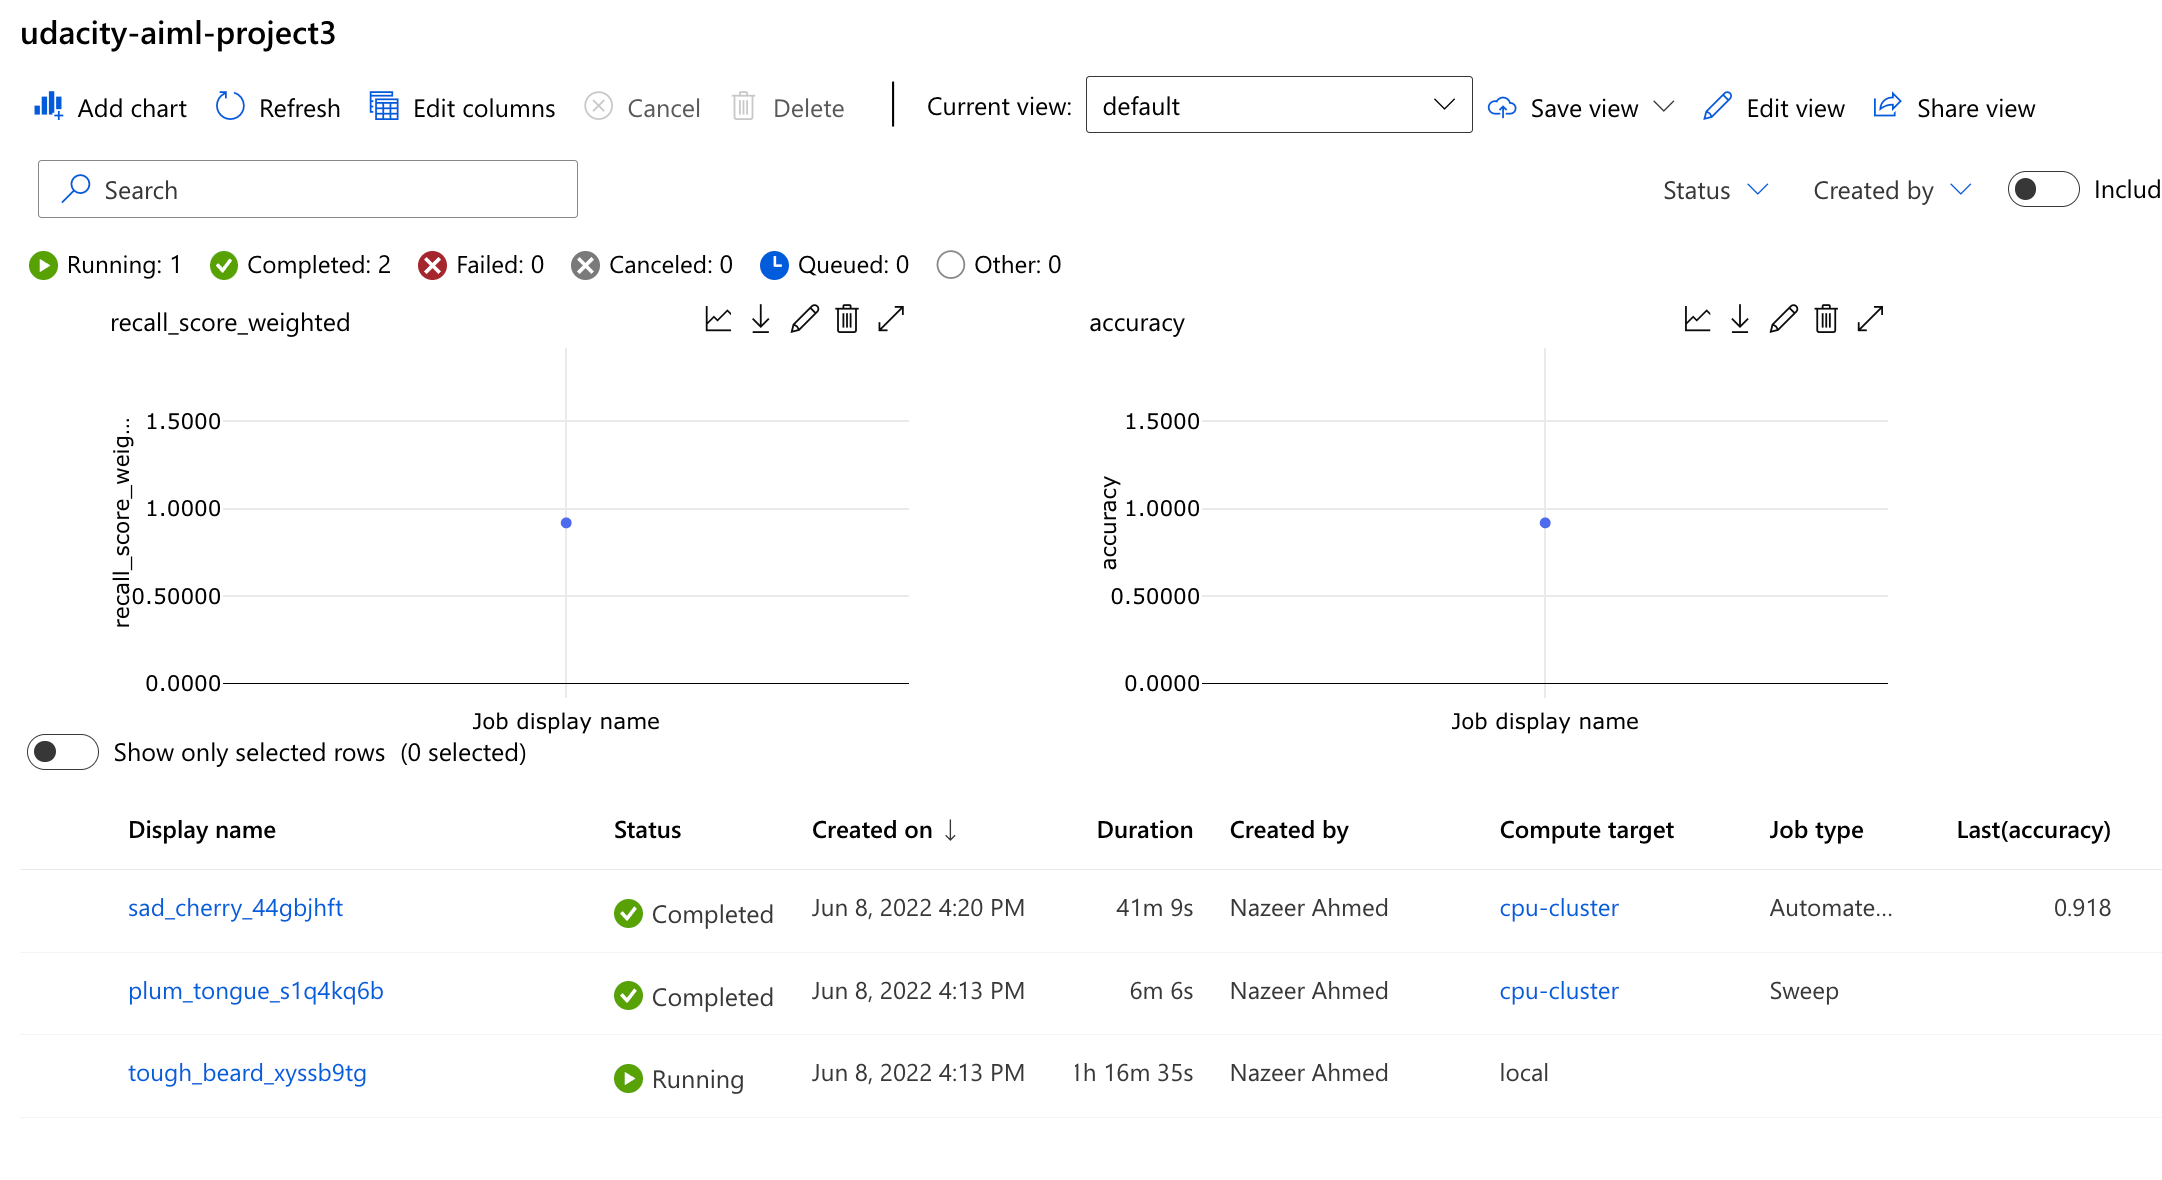 udacity-aiml-project3
Add chart Refresh Edit columns Cancel Delete Current view: default Save view Edit view Share view
Search Status Created by Includ
Running: 1 Completed: 2 Failed: 0 Canceled: 0 Queued: 0 Other: 0
recall_score_weighted
recall_score_weig...
1.5000
1.0000
0.50000
0.0000
Job display name
accuracy
accuracy
1.5000
1.0000
0.50000
0.0000
Job display name
Show only selected rows (0 selected)
Display name Status Created on ↓ Duration Created by Compute target Job type Last(accuracy)
sad_cherry_44gbjhft Completed Jun 8, 2022 4:20 PM 41m 9s Nazeer Ahmed cpu-cluster Automate... 0.918
plum_tongue_s1q4kq6b Completed Jun 8, 2022 4:13 PM 6m 6s Nazeer Ahmed cpu-cluster Sweep
tough_beard_xyssb9tg Running Jun 8, 2022 4:13 PM 1h 16m 35s Nazeer Ahmed local